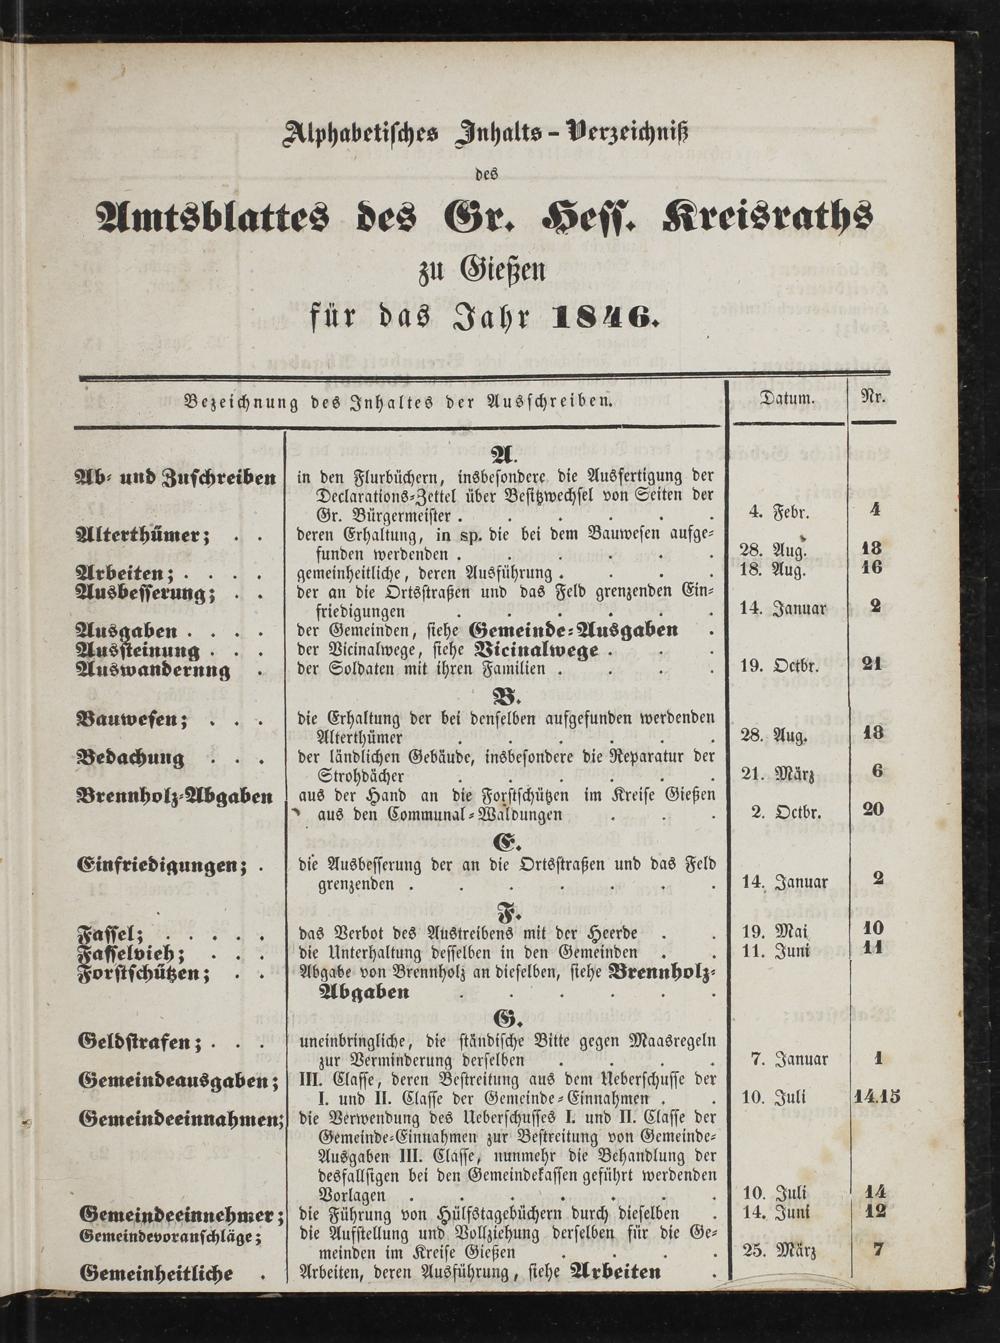 Alphabetisches Inhalts-Verzeichniß
des
Amtsblattes des Gr. Hess. Kreisraths
zu Gießen
für das Jahr 1846.
Bezeichnung des Inhaltes der Ausschreiben. Datum. Nr.
A.
Ab- und Zuschreiben in den Flurbüchern, insbesondere die Ausfertigung der
Declarations-Zettel über Besitzwechsel von Seiten der
Gr. Bürgermeister . . . . . . 4. Febr. 4
Alterthümer; . . deren Erhaltung, in sp. die bei dem Bauwesen aufge-
funden werdenden . . . . . . 28. Aug. 18
Arbeiten; . . . . gemeinheitliche, deren Ausführung . . . . 18. Aug. 16
Ausbesserung; . . der an die Ortsstraßen und das Feld grenzenden Ein-
friedigungen . . . . . . 14. Januar 2
Ausgaben . . . . der Gemeinden, siehe Gemeinde-Ausgaben .
Aussteinung . . . der Vicinalwege, siehe Vicinalwege . . .
Auswandernng . der Soldaten mit ihren Familien . . . . 19. Octbr. 21
B.
Bauwesen; . . . die Erhaltung der bei denselben aufgefunden werdenden
Alterthümer . . . . . . 28. Aug. 18
Bedachung . . . der ländlichen Gebäude, insbesondere die Reparatur der
Strohdächer . . . . . . 21. März 6
Brennholz-Abgaben aus der Hand an die Forstschützen im Kreise Gießen
aus den Communal-Waldungen . . . 2. Octbr. 20
E.
Einfriedigungen; . die Ausbesserung der an die Ortsstraßen und das Feld
grenzenden . . . . . . . 14. Januar 2
F.
Fassel; . . . . . das Verbot des Austreibens mit der Heerde . . 19. Mai 10
Fasselvieh; . . . die Unterhaltung desselben in den Gemeinden . . 11. Juni 11
Forstschützen; . . Abgabe von Brennholz an dieselben, siehe Brennholz-
Abgaben . . . . . .
G.
Geldstrafen; . . . uneinbringliche, die ständische Bitte gegen Maasregeln
zur Verminderung derselben . . . . 7. Januar 1
Gemeindeausgaben; III. Classe, deren Bestreitung aus dem Ueberschusse der
I. und II. Classe der Gemeinde-Einnahmen . . 10. Juli 14.15
Gemeindeeinnahmen; die Verwendung des Ueberschusses I. und II. Classe der
Gemeinde-Einnahmen zur Bestreitung von Gemeinde-
Ausgaben III. Classe, nunmehr die Behandlung der
desfallsigen bei den Gemeindekassen geführt werdenden
Vorlagen . . . . . . . 10. Juli 14
Gemeindeeinnehmer; die Führung von Hülfstagebüchern durch dieselben . 14. Juni 12
Gemeindevoranschläge; die Aufstellung und Vollziehung derselben für die Ge-
meinden im Kreise Gießen . . . . 25. März 7
Gemeinheitliche . Arbeiten, deren Ausführung, siehe Arbeiten .